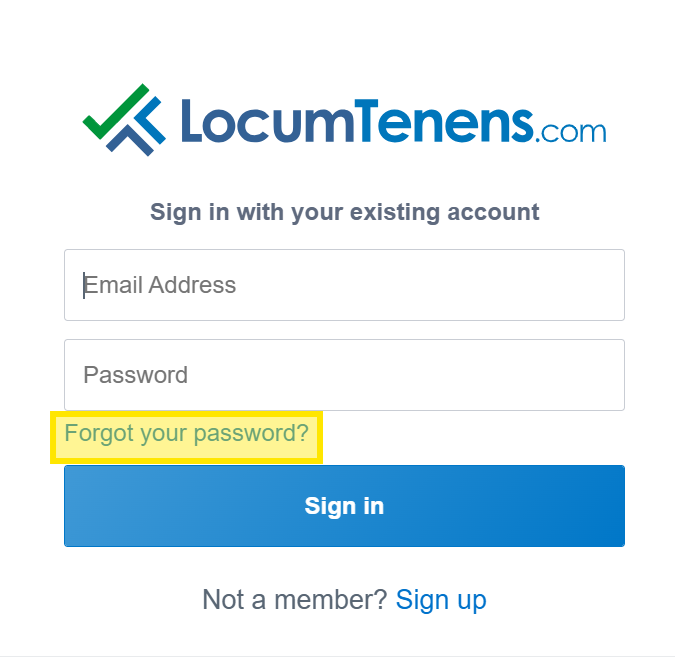 LocumTenens.com
Sign in with your existing account
Email Address
Password
Forgot your password?
Sign in
Not a member? Sign up